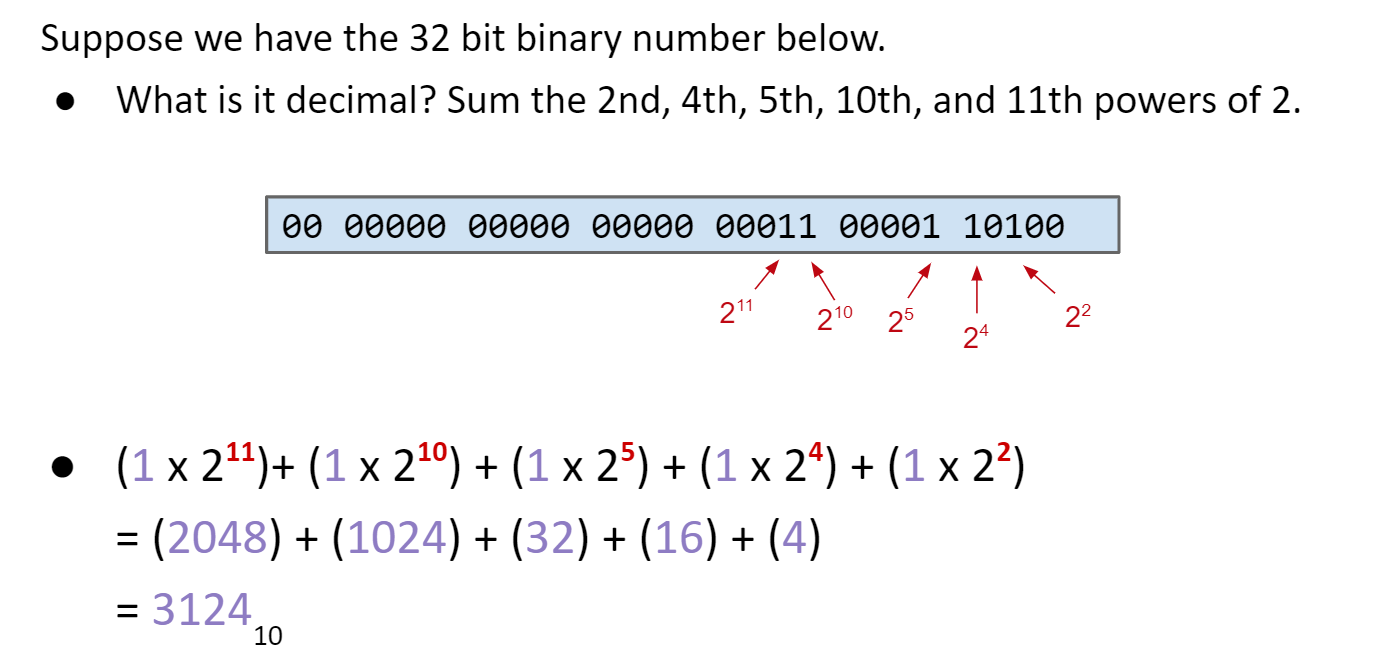 Suppose we have the 32 bit binary number below.
● What is it decimal? Sum the 2nd, 4th, 5th, 10th, and 11th powers of 2.
00 00000 00000 00000 00011 00001 10100
2¹¹ 2¹⁰ 2⁵ 2⁴ 2²
● (1 x 2¹¹)+ (1 x 2¹⁰) + (1 x 2⁵) + (1 x 2⁴) + (1 x 2²)
= (2048) + (1024) + (32) + (16) + (4)
= 3124₁₀